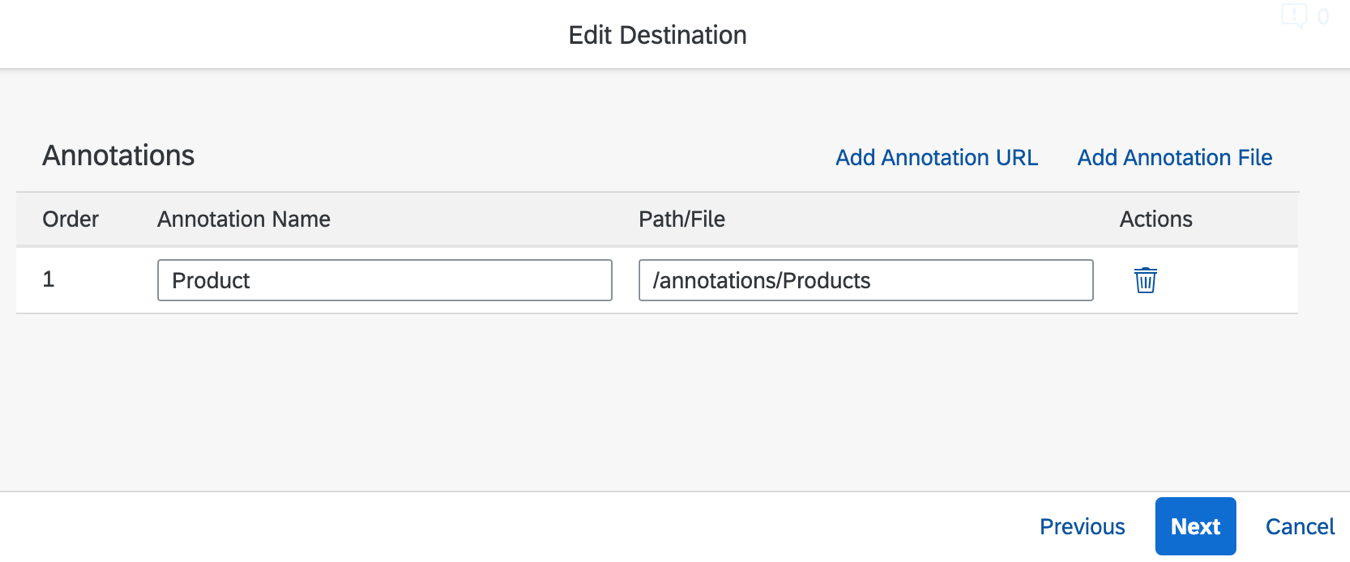 0
Edit Destination
Annotations Add Annotation URL Add Annotation File
Order Annotation Name Path/File Actions
1 Product /annotations/Products
Previous Next Cancel